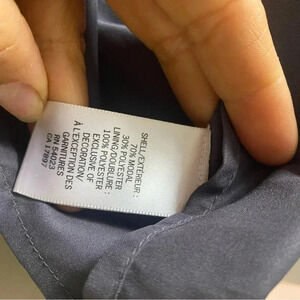 SHELL/EXTÉRIEUR :
70% MODAL
30% POLYESTER
LINING/DOUBLURE :
100% POLYESTER
EXCLUSIVE OF
DECORATION/
À L'EXCEPTION DES
GARNITURES
RN 54023
CA 17897